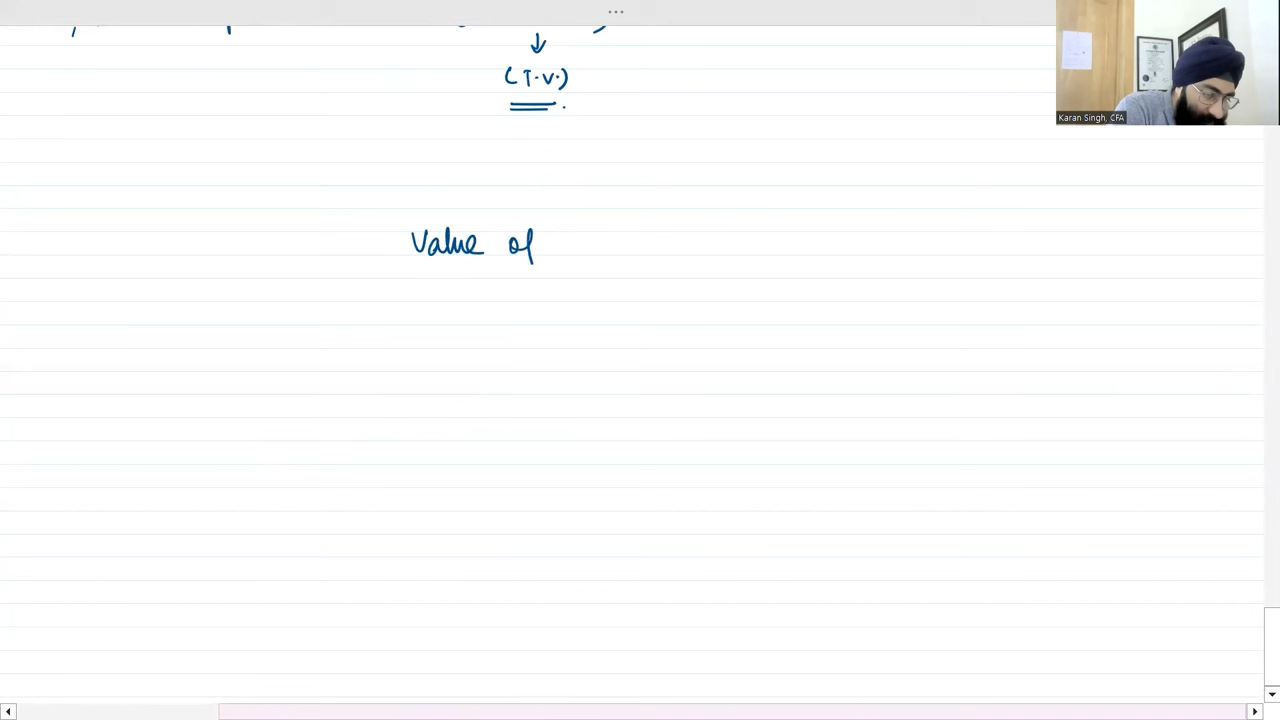 (T.V.)
Karan Singh, CFA
Value of